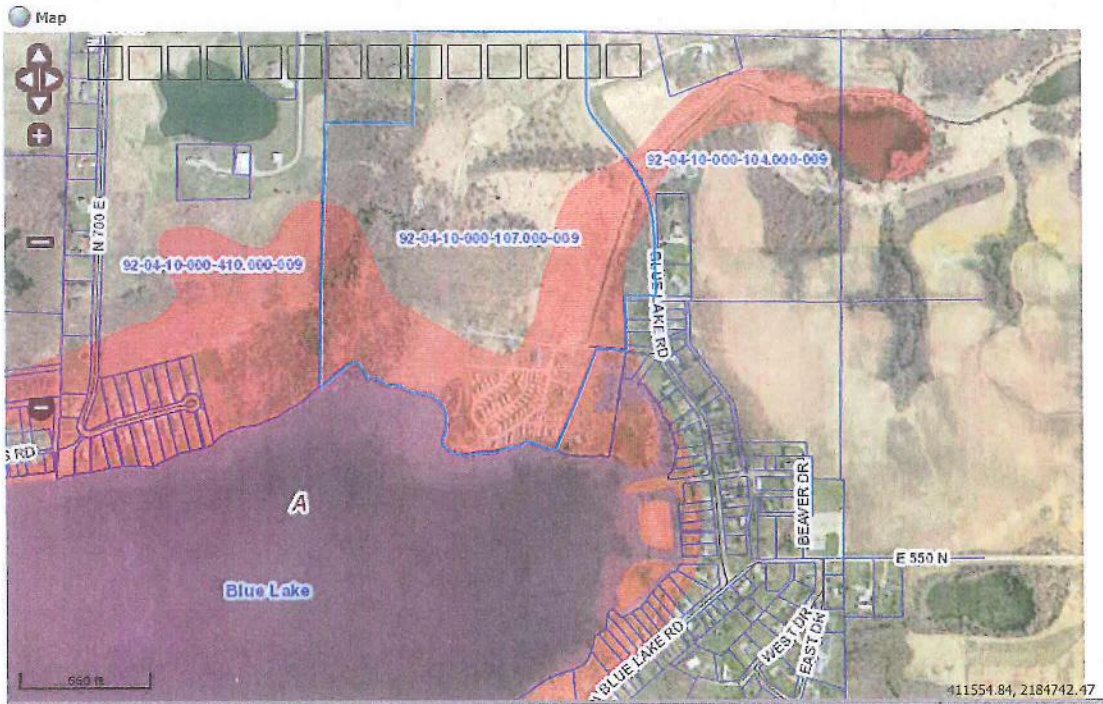 Map
92-04-10-000-104.000-009
92-04-10-000-107.000-009
92-04-10-000-410.000-009
N 700 E
BLUE LAKE RD
S RD
A
BEAVER DR
E 550 N
Blue Lake
WEST DR
EAST DR
BLUE LAKE RD
660 ft
411554.84, 2184742.47